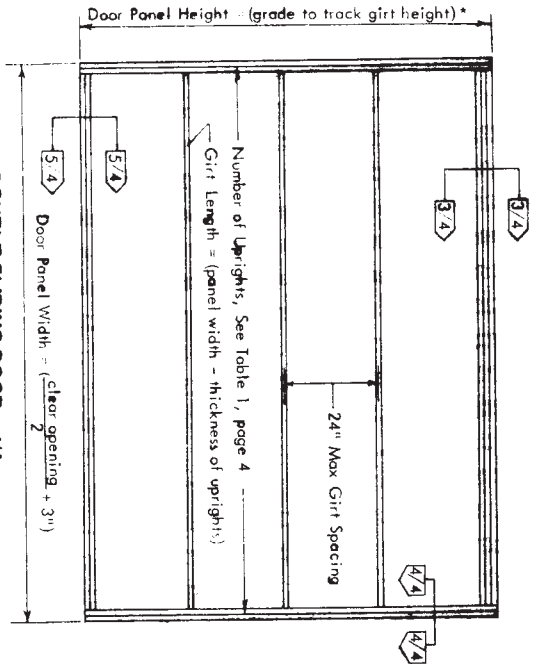 Door Panel Height = (grade to track girt height)*
3/4
3/4
5/4
5/4
Number of Uprights, See Table 1, page 4
Girt Length = (panel width - thickness of uprights)
24" Max Girt Spacing
Door Panel Width = (clear opening
2
+ 3")
4/4
4/4